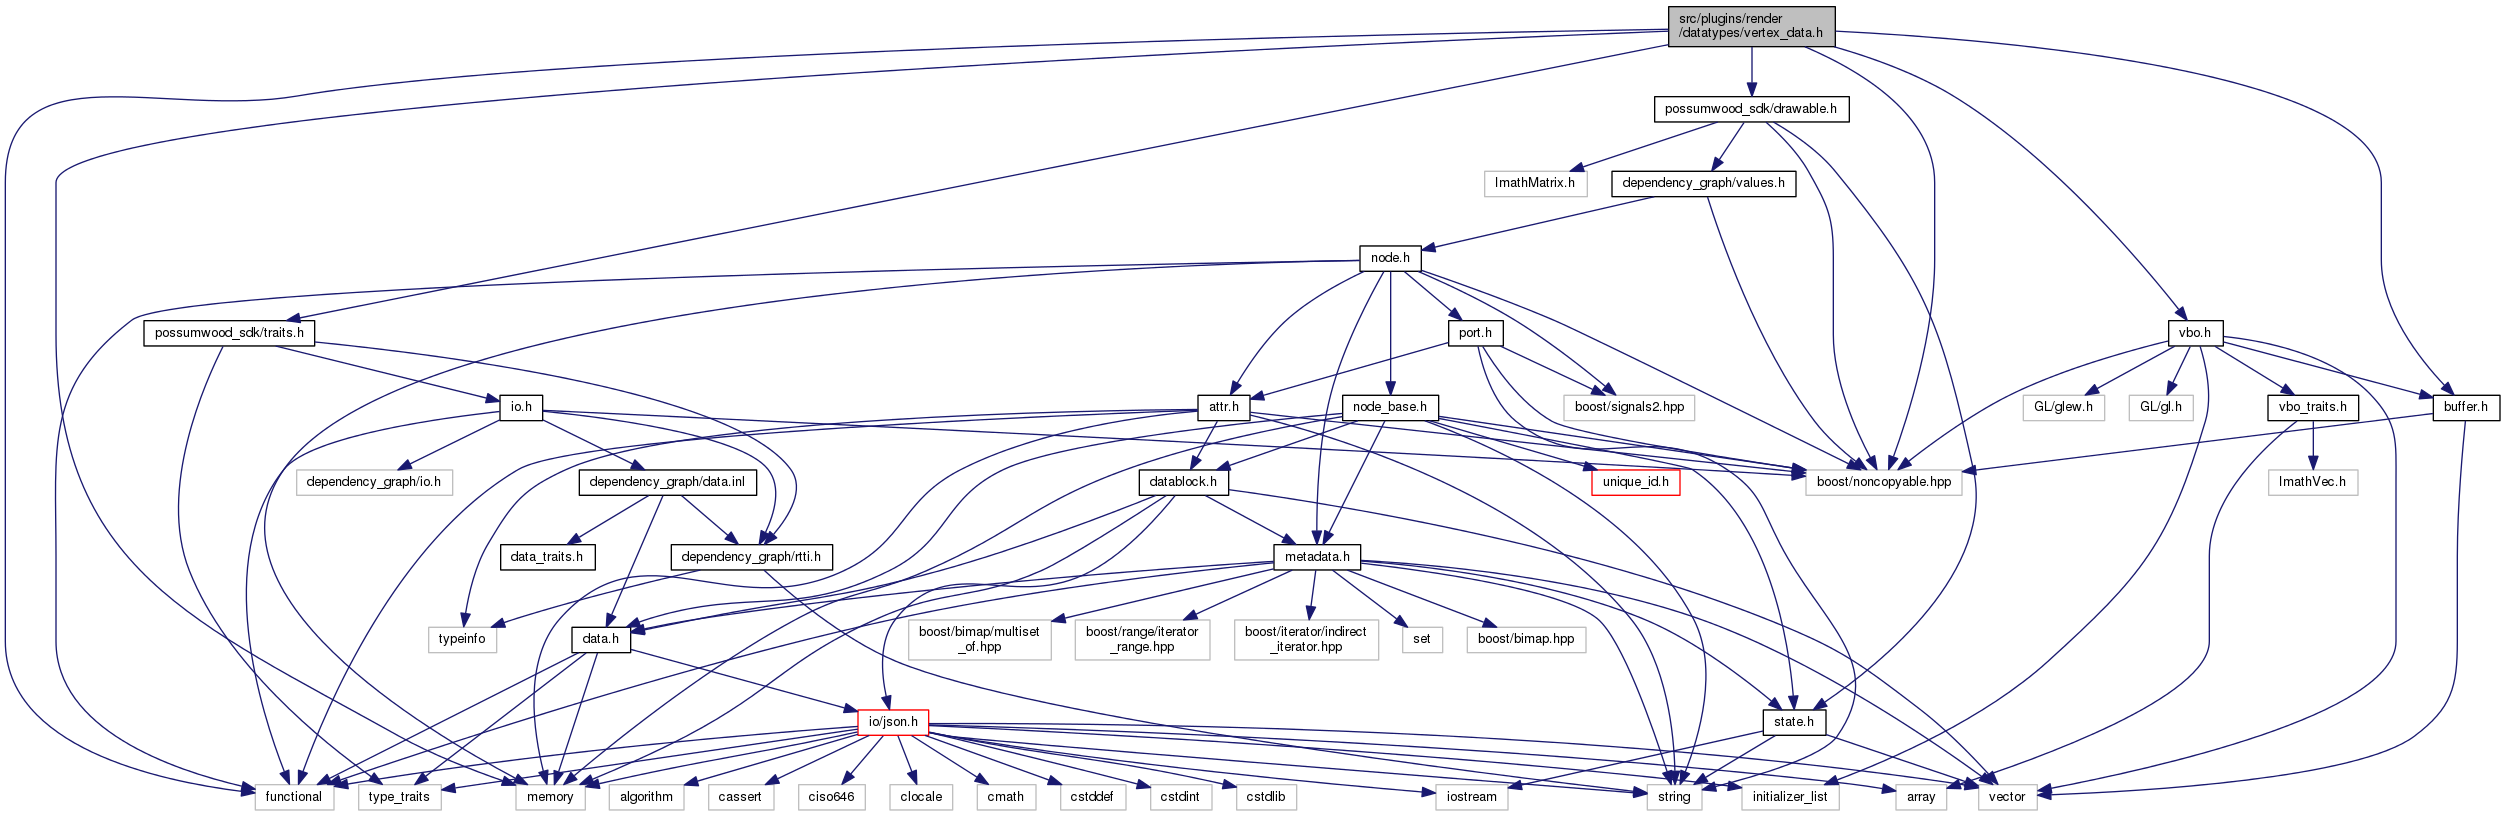 src/plugins/render
/datatypes/vertex_data.h
possumwood_sdk/drawable.h
ImathMatrix.h
dependency_graph/values.h
node.h
possumwood_sdk/traits.h
port.h
vbo.h
io.h
attr.h
node_base.h
boost/signals2.hpp
GL/glew.h
GL/gl.h
vbo_traits.h
buffer.h
dependency_graph/io.h
dependency_graph/data.inl
datablock.h
unique_id.h
boost/noncopyable.hpp
ImathVec.h
data_traits.h
dependency_graph/rtti.h
metadata.h
typeinfo
data.h
boost/bimap/multiset
_of.hpp
boost/range/iterator
_range.hpp
boost/iterator/indirect
_iterator.hpp
set
boost/bimap.hpp
io/json.h
state.h
functional
type_traits
memory
algorithm
cassert
ciso646
clocale
cmath
cstddef
cstdint
cstdlib
iostream
string
initializer_list
array
vector